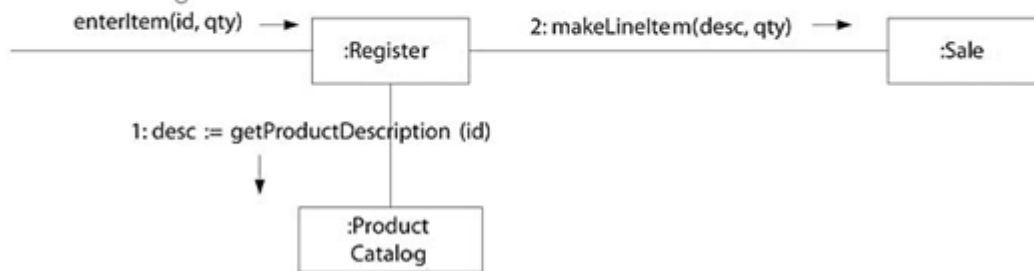 enterItem(id, qty)
2: makeLineItem(desc, qty)
:Register
:Sale
1: desc := getProductDescription (id)
:Product
Catalog